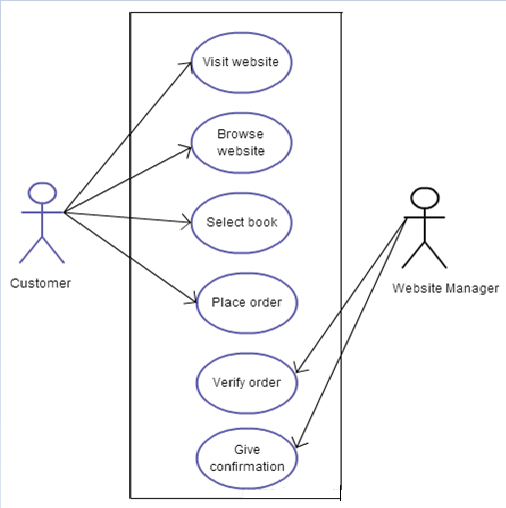 Visit website
Browse
website
Select book
Customer
Website Manager
Place order
Verify order
Give
confirmation